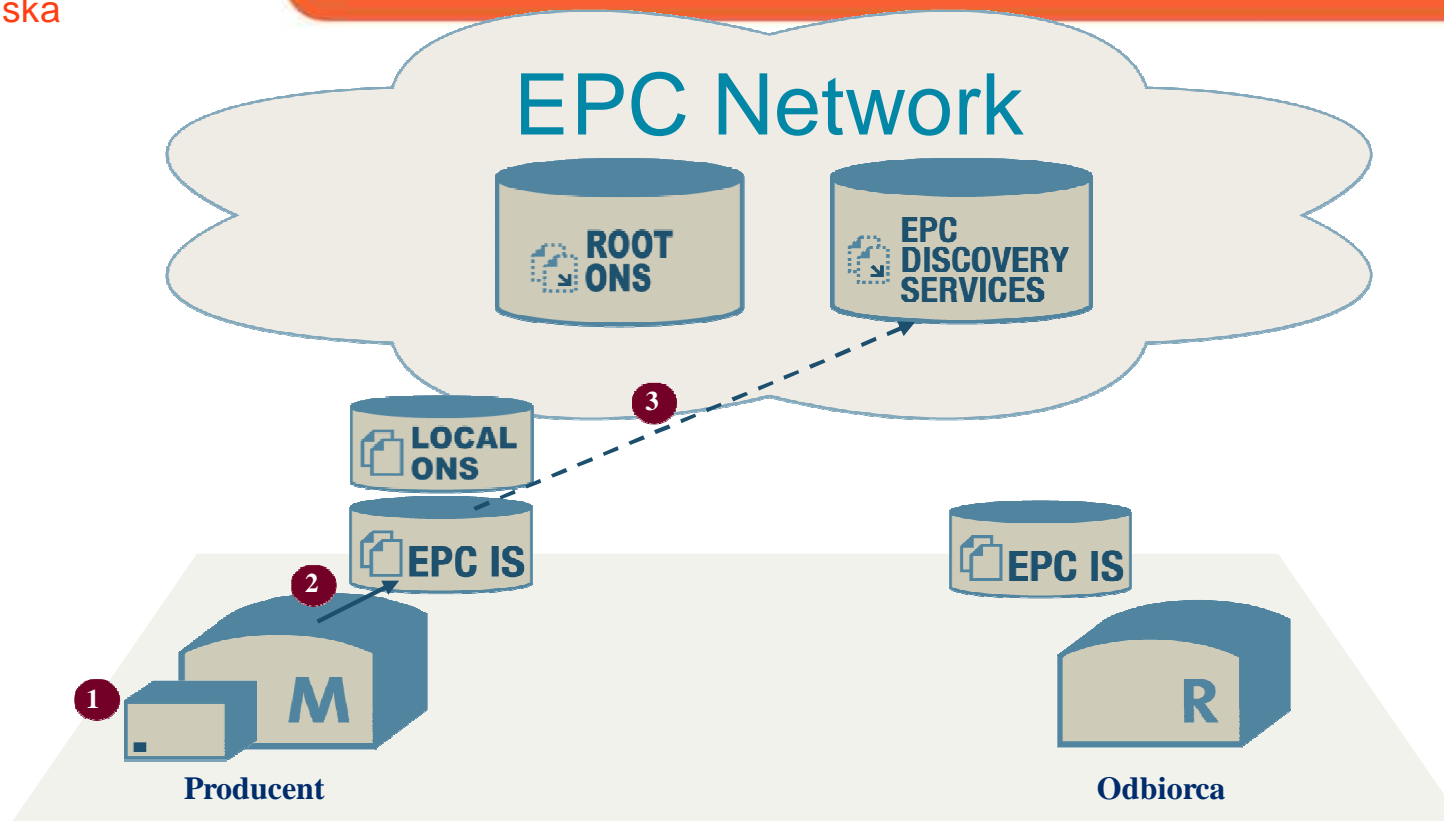 ska
EPC Network
ROOT
ONS
EPC
DISCOVERY
SERVICES
3
LOCAL
ONS
EPC IS
EPC IS
2
1
M
R
Producent
Odbiorca